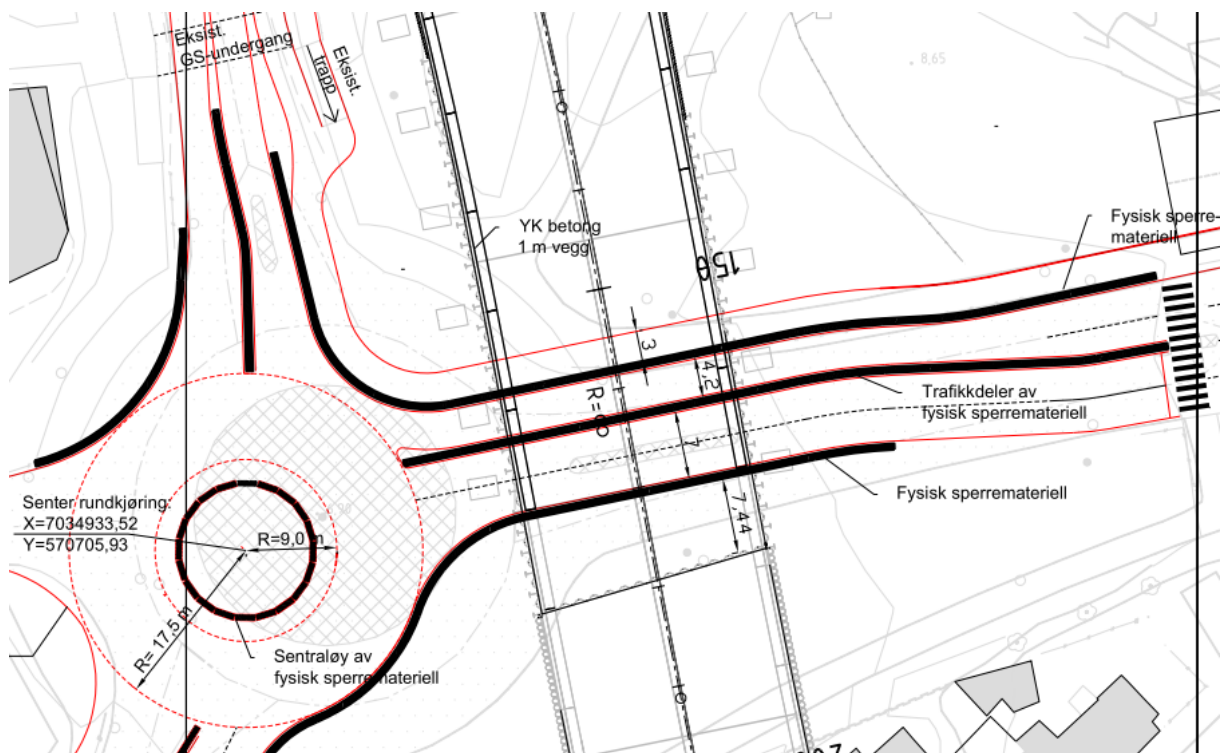 Eksist.
GS-undergang
Eksist.
trapp
8,65
YK betong
1 m vegg
150
Fysisk sperre-
materiell
3
4,2
R=∞
7
7,44
Trafikkdeler av
fysisk sperremateriell
Fysisk sperremateriell
Senter rundkjøring:
X=7034933,52
Y=570705,93
R=9,0 m
R= 17,5 m
Sentraløy av
fysisk sperremateriell